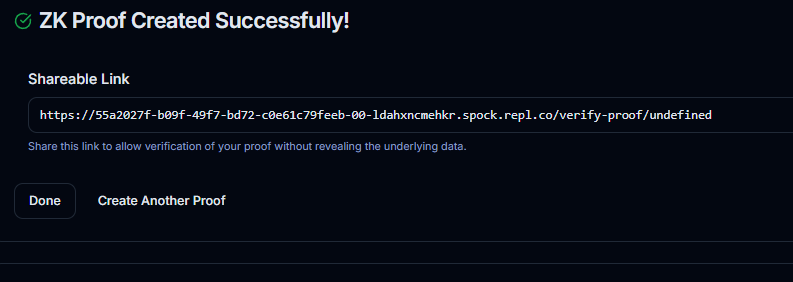 ZK Proof Created Successfully!
Shareable Link
https://55a2027f-b09f-49f7-bd72-c0e61c79feeb-00-ldahxncmehkr.spock.repl.co/verify-proof/undefined
Share this link to allow verification of your proof without revealing the underlying data.
Done Create Another Proof